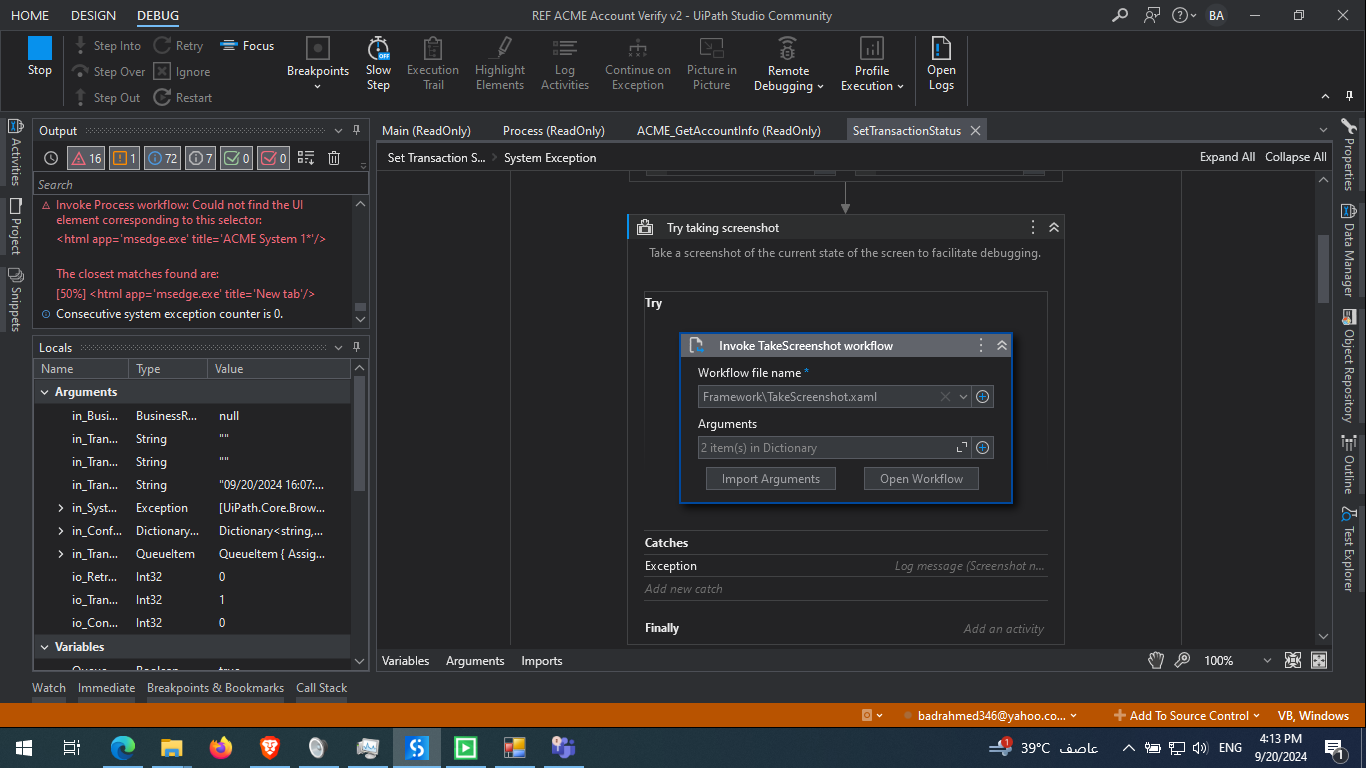 HOME DESIGN DEBUG REF ACME Account Verify v2 - UiPath Studio Community BA
Stop
Step Into
Step Over
Step Out
Retry
Ignore
Restart
Focus
Breakpoints
Slow Step
Execution Trail
Highlight Elements
Log Activities
Continue on Exception
Picture in Picture
Remote Debugging
Profile Execution
Open Logs
Activities
Project
Snippets
Output
16 1 72 7 0 0
Search
Invoke Process workflow: Could not find the UI
element corresponding to this selector:
<html app='msedge.exe' title='ACME System 1*'/>
The closest matches found are:
[50%] <html app='msedge.exe' title='New tab'/>
Consecutive system exception counter is 0.
Locals
Name Type Value
Arguments
in_Busi... BusinessR... null
in_Tran... String ""
in_Tran... String ""
in_Tran... String "09/20/2024 16:07:...
in_Syst... Exception [UiPath.Core.Brow...
in_Conf... Dictionary... Dictionary<string,...
in_Tran... QueueItem QueueItem { Assig...
io_Retr... Int32 0
io_Tran... Int32 1
io_Con... Int32 0
Variables
Watch Immediate Breakpoints & Bookmarks Call Stack
Main (ReadOnly) Process (ReadOnly) ACME_GetAccountInfo (ReadOnly) SetTransactionStatus
Set Transaction S... System Exception Expand All Collapse All
Try taking screenshot
Take a screenshot of the current state of the screen to facilitate debugging.
Try
Invoke TakeScreenshot workflow
Workflow file name *
Framework\TakeScreenshot.xaml
Arguments
2 item(s) in Dictionary
Import Arguments Open Workflow
Catches
Exception Log message (Screenshot n...
Add new catch
Finally Add an activity
Variables Arguments Imports 100%
Properties
Data Manager
Object Repository
Outline
Test Explorer
badrahmed346@yahoo.co... Add To Source Control VB, Windows
1 39°C عاصف ENG 4:13 PM
9/20/2024 1